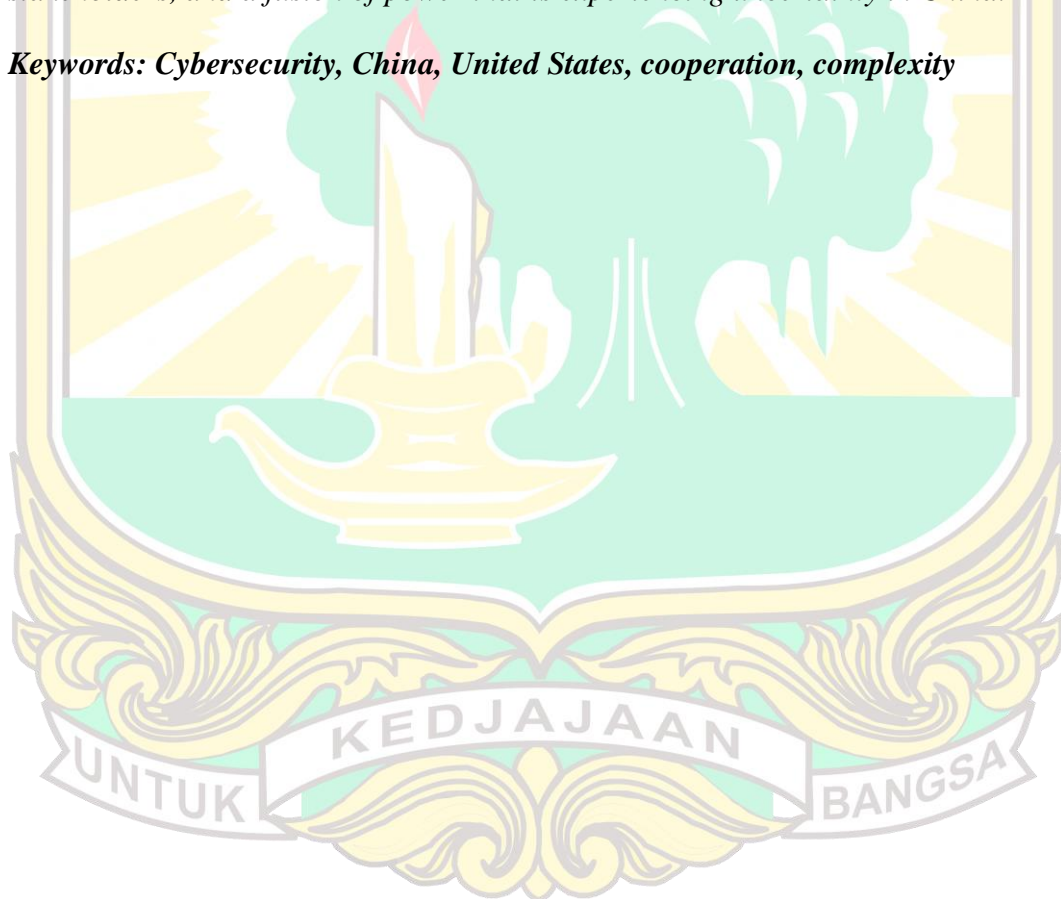 Keywords: Cybersecurity, China, United States, cooperation, complexity
UNTUK KEDJAJAAN BANGSA